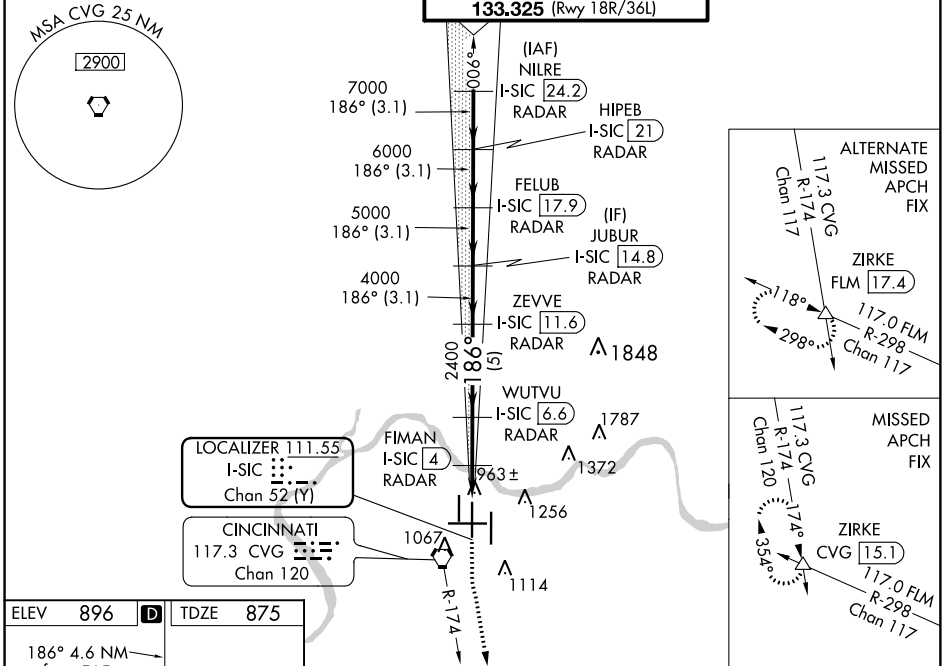 133.325 (Rwy 18R/36L)
MSA CVG 25 NM
2900
006°
(IAF)
NILRE
I-SIC 24.2
RADAR
7000
186° (3.1)
HIPEB
I-SIC 21
RADAR
6000
186° (3.1)
FELUB
I-SIC 17.9
RADAR
5000
186° (3.1)
(IF)
JUBUR
I-SIC 14.8
RADAR
4000
186° (3.1)
ZEVVE
I-SIC 11.6
RADAR
2400
186°
(5)
1848
WUTVU
I-SIC 6.6
RADAR
1787
1372
FIMAN
I-SIC 4
RADAR
963±
1256
LOCALIZER 111.55
I-SIC
Chan 52 (Y)
CINCINNATI
117.3 CVG
Chan 120
1067
1114
R-174
ALTERNATE
MISSED
APCH
FIX
117.3 CVG
R-174
Chan 117
ZIRKE
FLM 17.4
118°
298°
117.0 FLM
R-298
Chan 117
MISSED
APCH
FIX
117.3 CVG
R-174
Chan 120
174°
354°
ZIRKE
CVG 15.1
117.0 FLM
R-298
Chan 117
ELEV 896 D TDZE 875
186° 4.6 NM